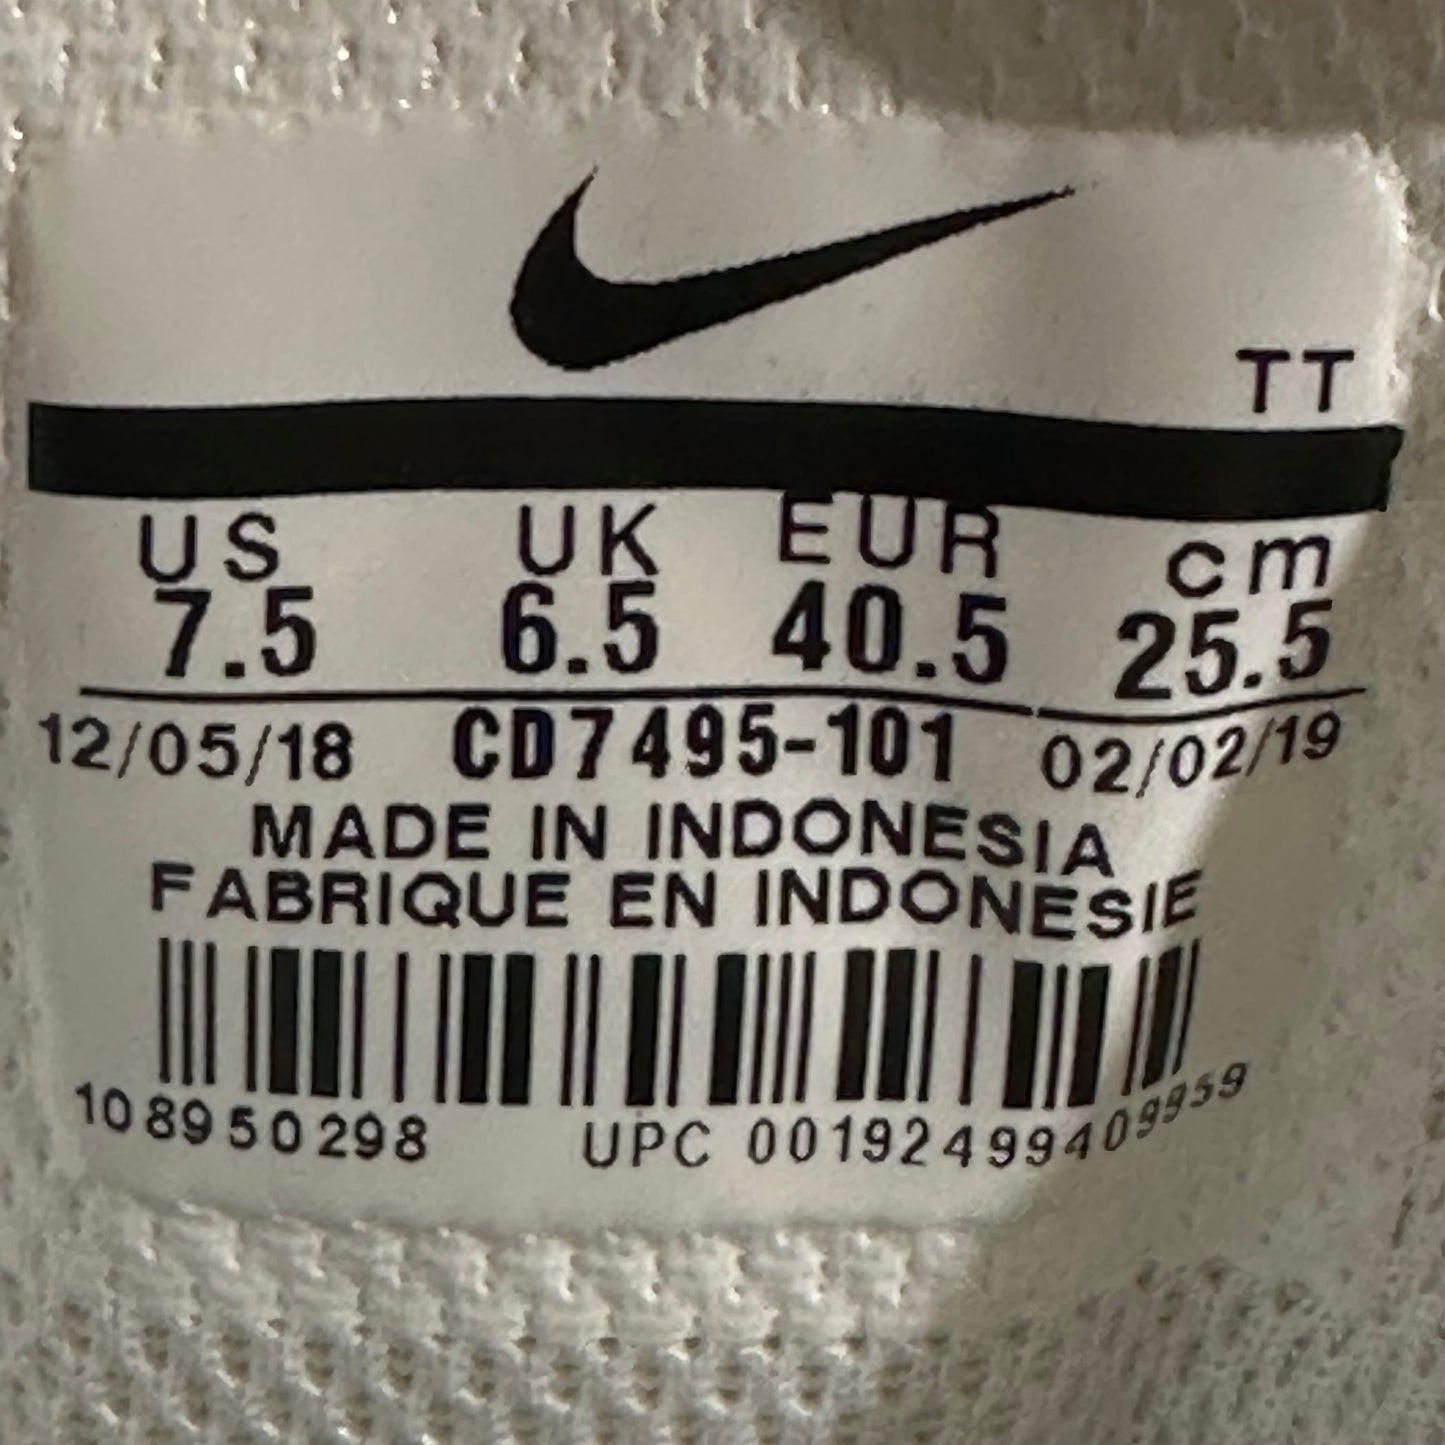 TT
US UK EUR cm
7.5 6.5 40.5 25.5
12/05/18 CD7495-101 02/02/19
MADE IN INDONESIA
FABRIQUE EN INDONESIE
108950298 UPC 00192499409959